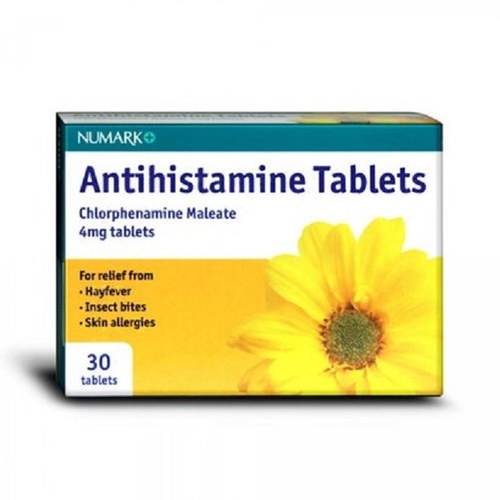 NUMARK+
Antihistamine Tablets
Chlorphenamine Maleate
4mg tablets
For relief from
• Hayfever
• Insect bites
• Skin allergies
30
tablets